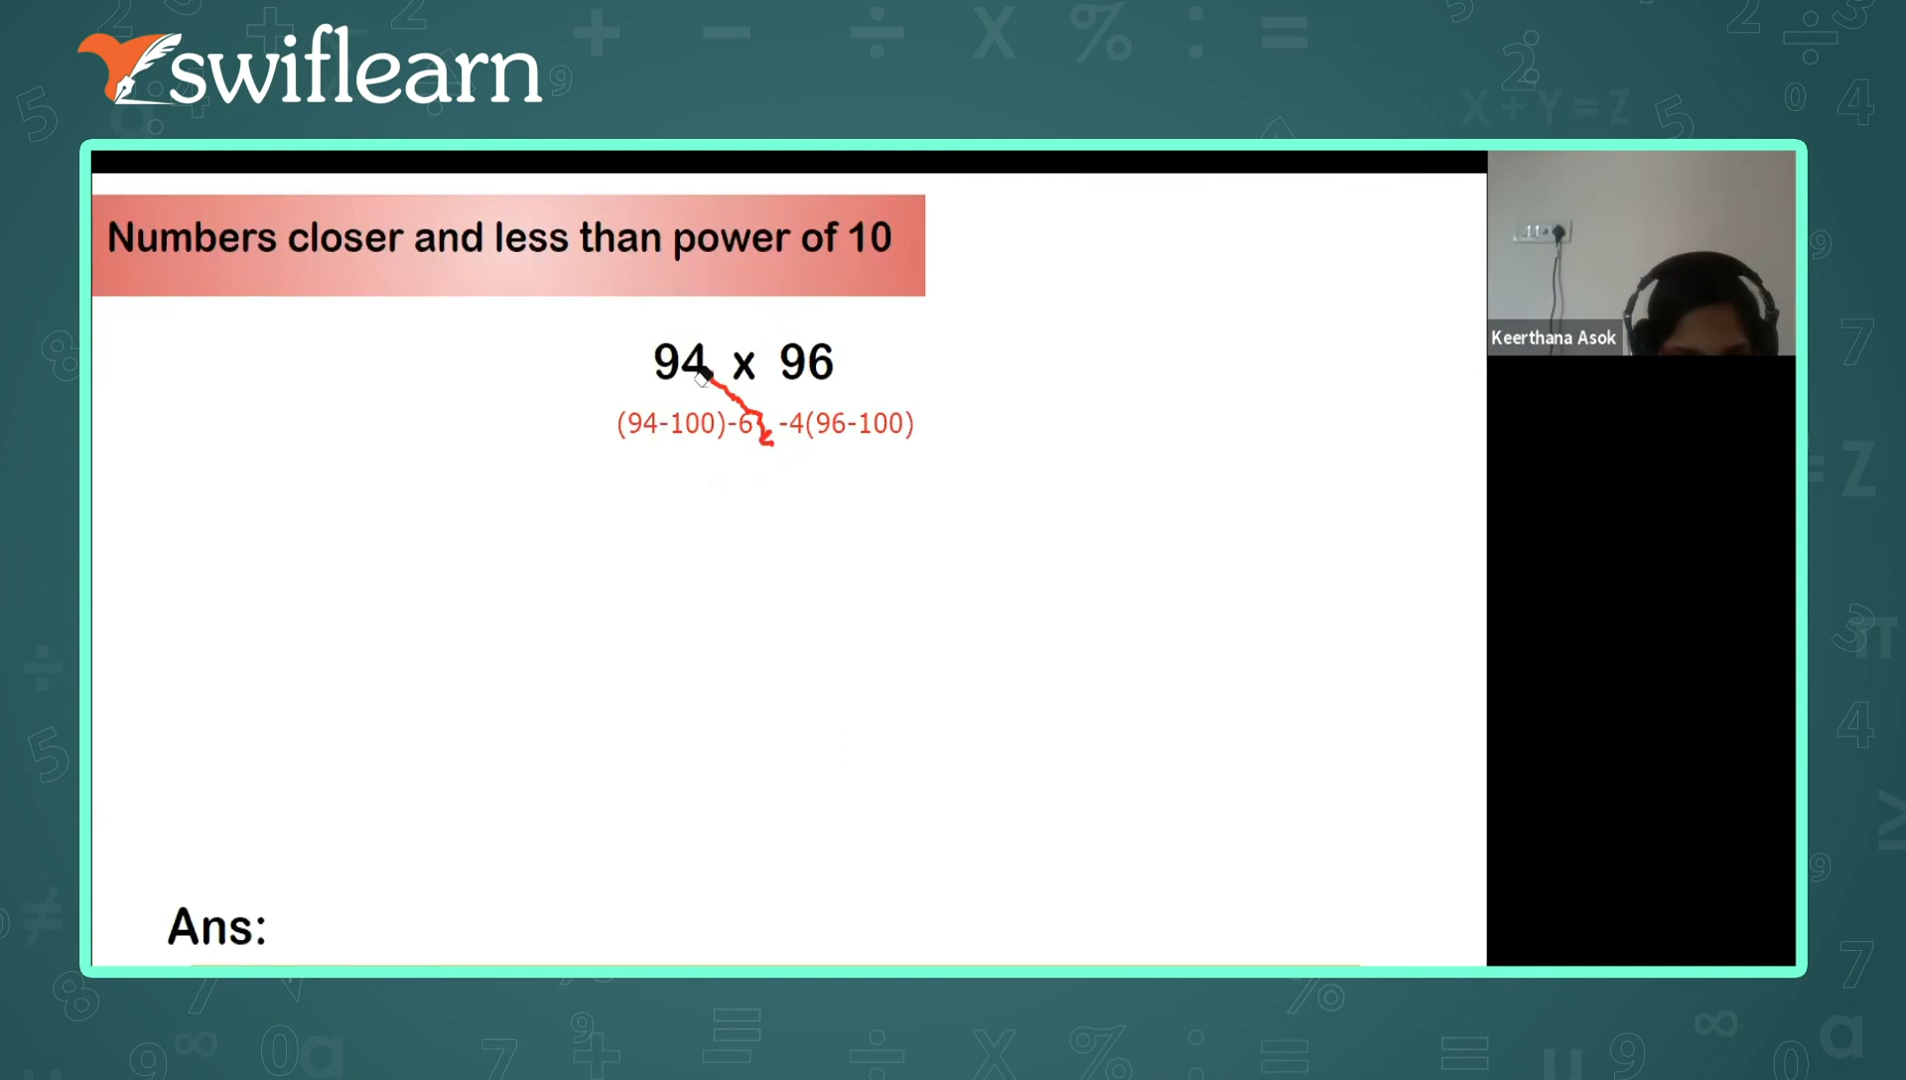 swiflearn
Numbers closer and less than power of 10
94 x 96
(94-100)-6 -4(96-100)
Keerthana Asok
Ans: